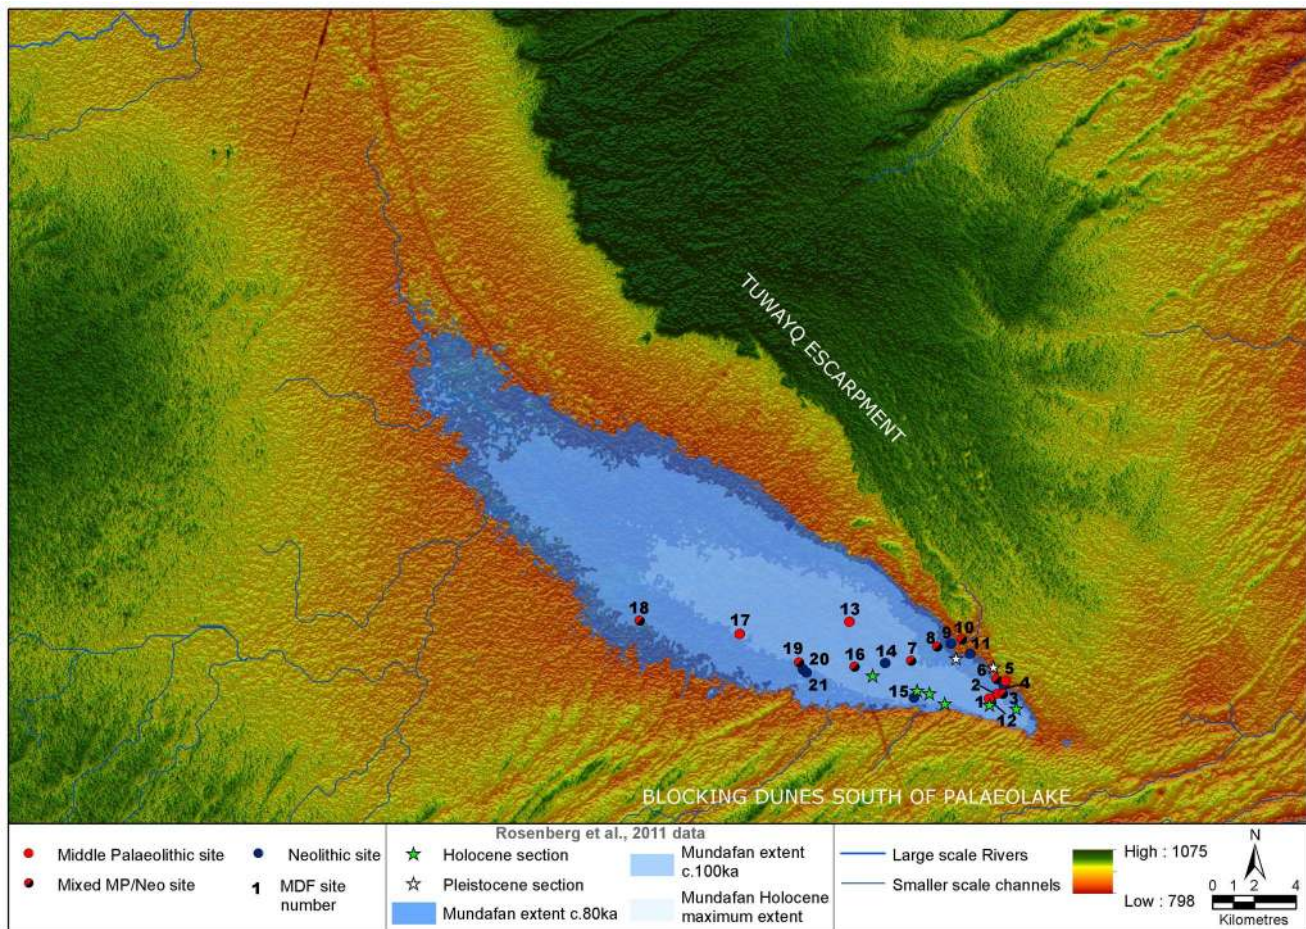 TUWAYQ ESCARPMENT
18
17
13
10
9
8
11
19
20
16
14
7
6
5
21
15
2
4
1
3
12
BLOCKING DUNES SOUTH OF PALAEOLAKE
Rosenberg et al., 2011 data
Middle Palaeolithic site
Neolithic site
Holocene section
Mundafan extent
c.100ka
Large scale Rivers
High : 1075
N
Mixed MP/Neo site
1
MDF site
number
Pleistocene section
Mundafan Holocene
maximum extent
Smaller scale channels
Low : 798
0 1 2 4
Kilometres
Mundafan extent c.80ka